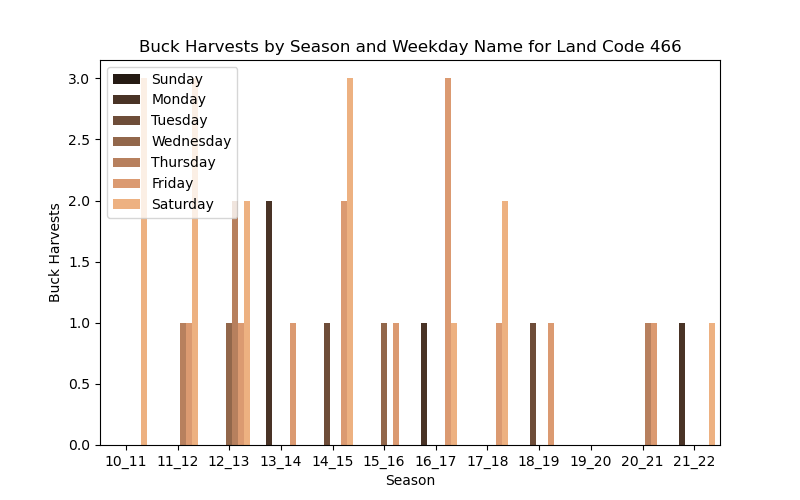 Buck Harvests by Season and Weekday Name for Land Code 466
3.0
2.5
2.0
1.5
1.0
0.5
0.0
Buck Harvests
Sunday
Monday
Tuesday
Wednesday
Thursday
Friday
Saturday
10_11 11_12 12_13 13_14 14_15 15_16 16_17 17_18 18_19 19_20 20_21 21_22
Season